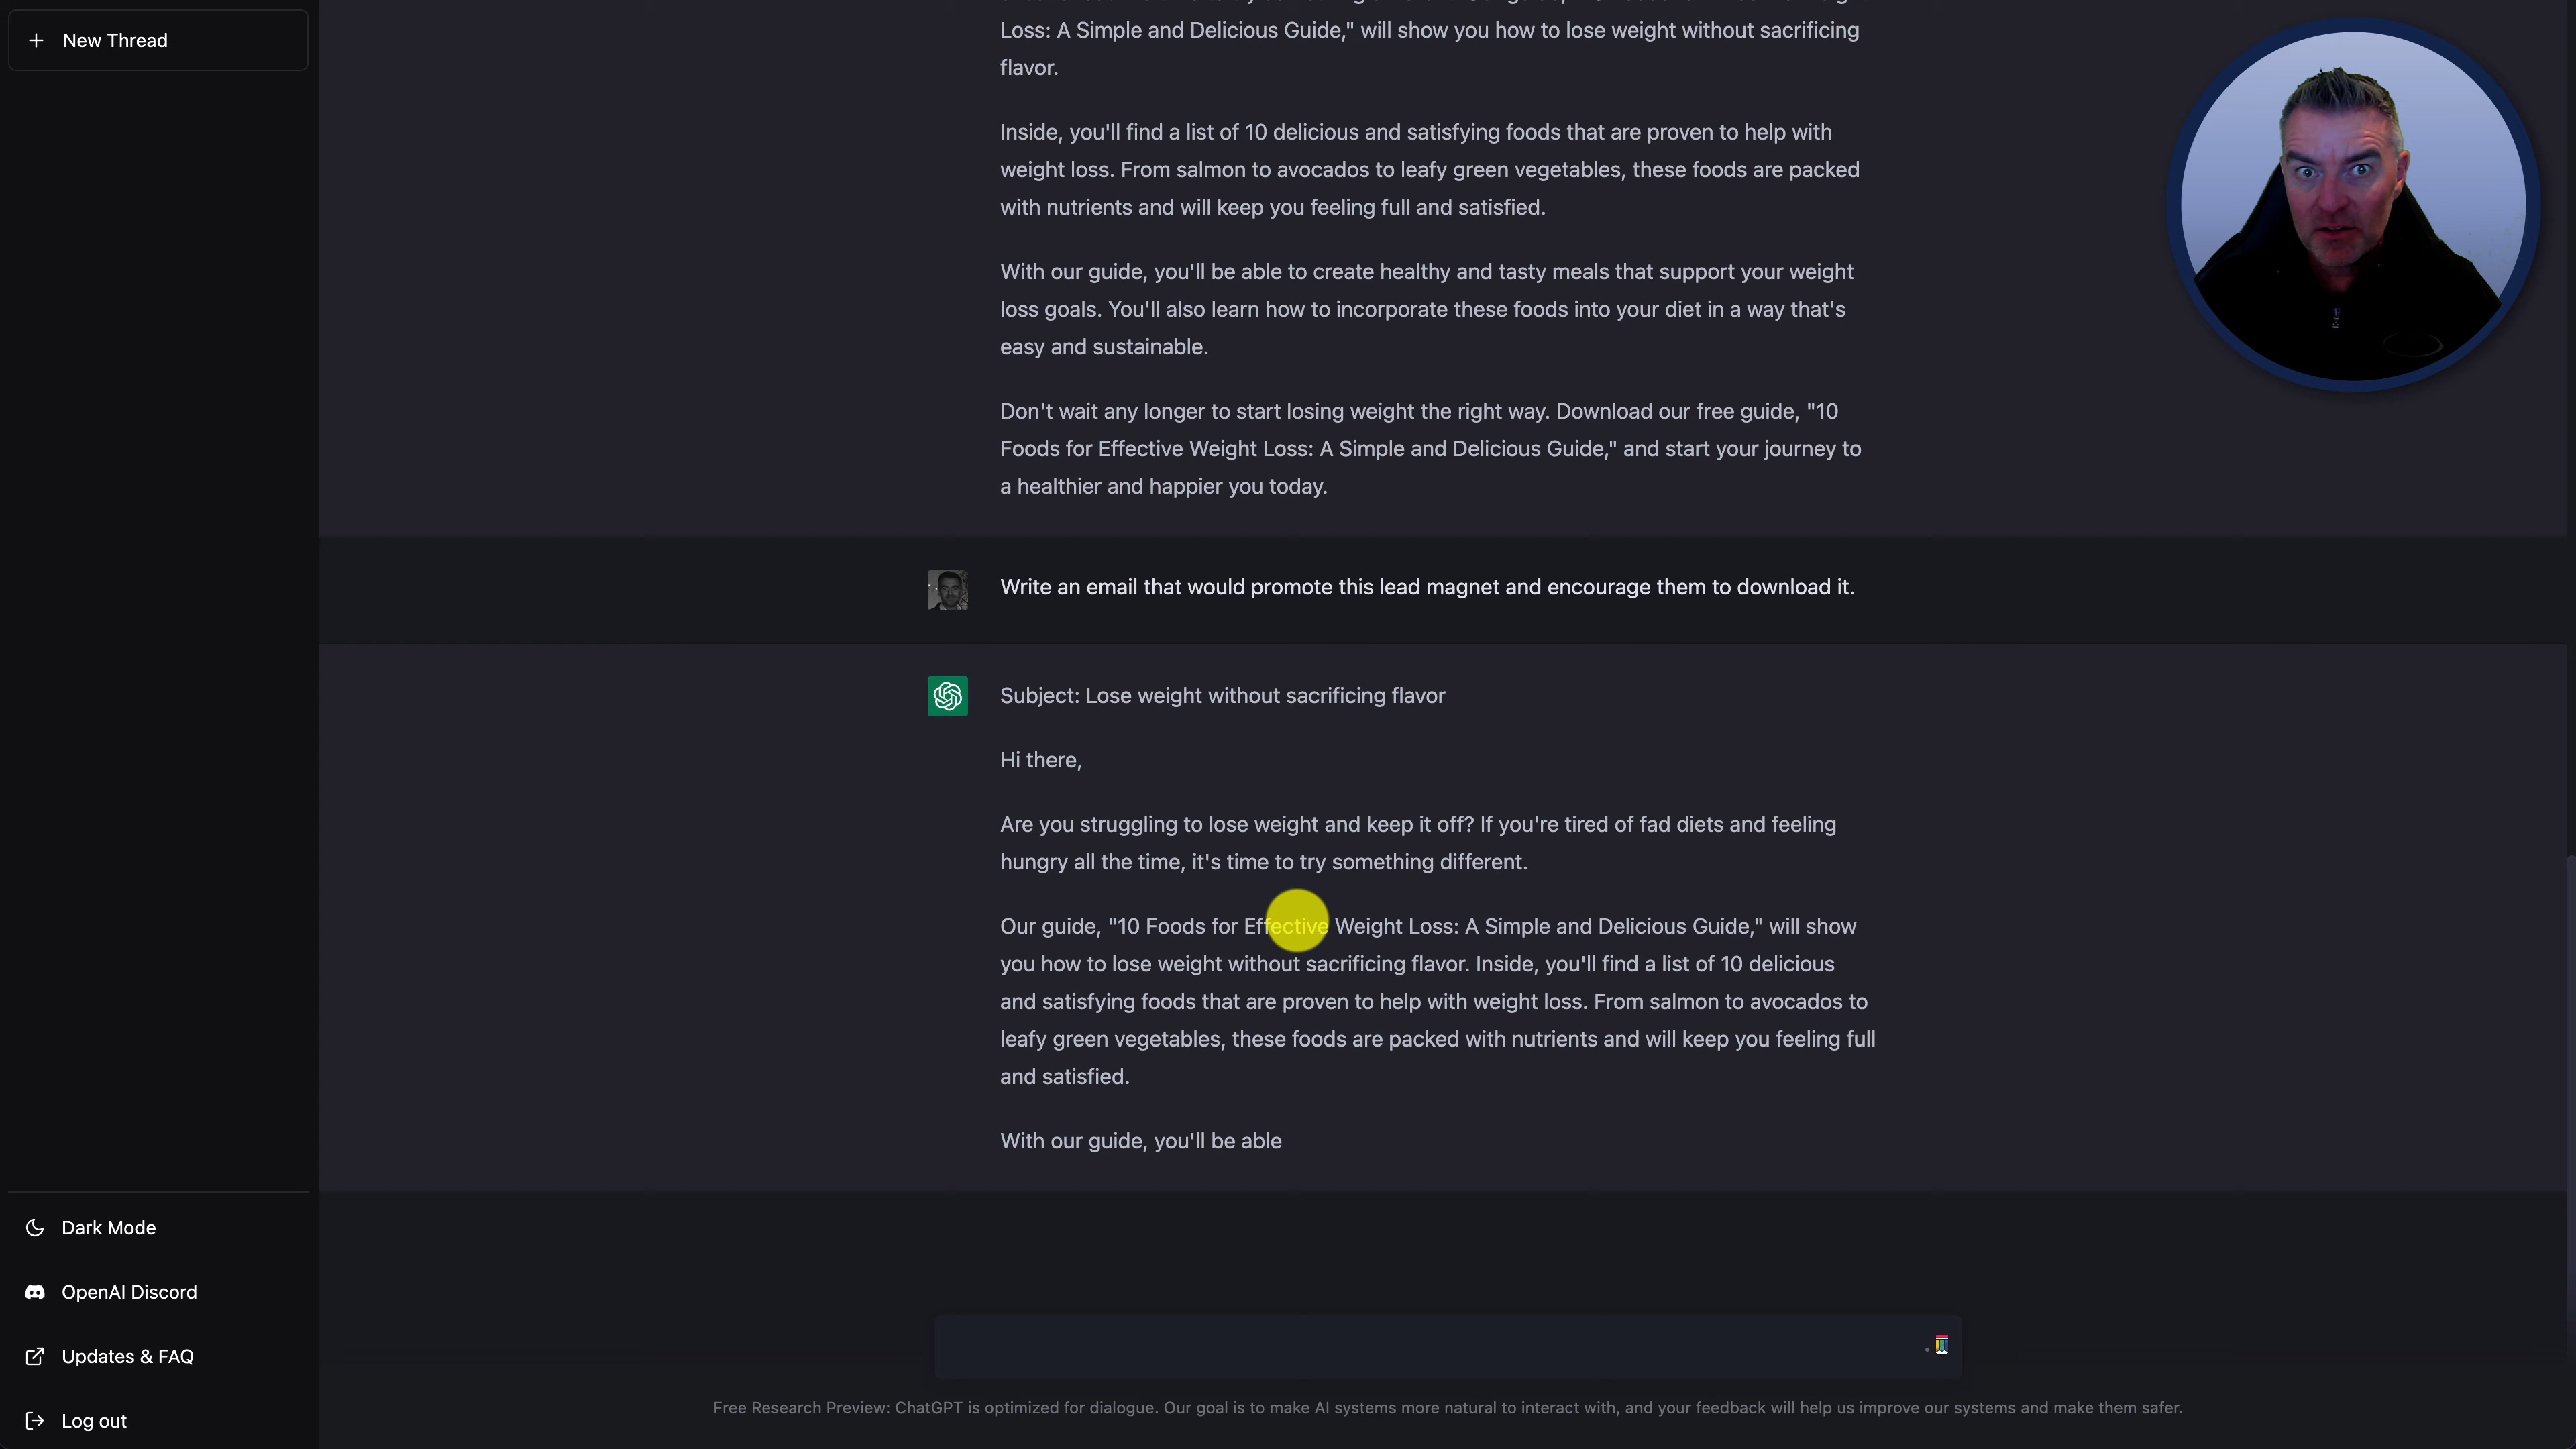 New Thread
Loss: A Simple and Delicious Guide," will show you how to lose weight without sacrificing
flavor.
Inside, you'll find a list of 10 delicious and satisfying foods that are proven to help with
weight loss. From salmon to avocados to leafy green vegetables, these foods are packed
with nutrients and will keep you feeling full and satisfied.
With our guide, you'll be able to create healthy and tasty meals that support your weight
loss goals. You'll also learn how to incorporate these foods into your diet in a way that's
easy and sustainable.
Don't wait any longer to start losing weight the right way. Download our free guide, "10
Foods for Effective Weight Loss: A Simple and Delicious Guide," and start your journey to
a healthier and happier you today.
Write an email that would promote this lead magnet and encourage them to download it.
Subject: Lose weight without sacrificing flavor
Hi there,
Are you struggling to lose weight and keep it off? If you're tired of fad diets and feeling
hungry all the time, it's time to try something different.
Our guide, "10 Foods for Effective Weight Loss: A Simple and Delicious Guide," will show
you how to lose weight without sacrificing flavor. Inside, you'll find a list of 10 delicious
and satisfying foods that are proven to help with weight loss. From salmon to avocados to
leafy green vegetables, these foods are packed with nutrients and will keep you feeling full
and satisfied.
With our guide, you'll be able
Dark Mode
OpenAI Discord
Updates & FAQ
Log out
Free Research Preview: ChatGPT is optimized for dialogue. Our goal is to make AI systems more natural to interact with, and your feedback will help us improve our systems and make them safer.